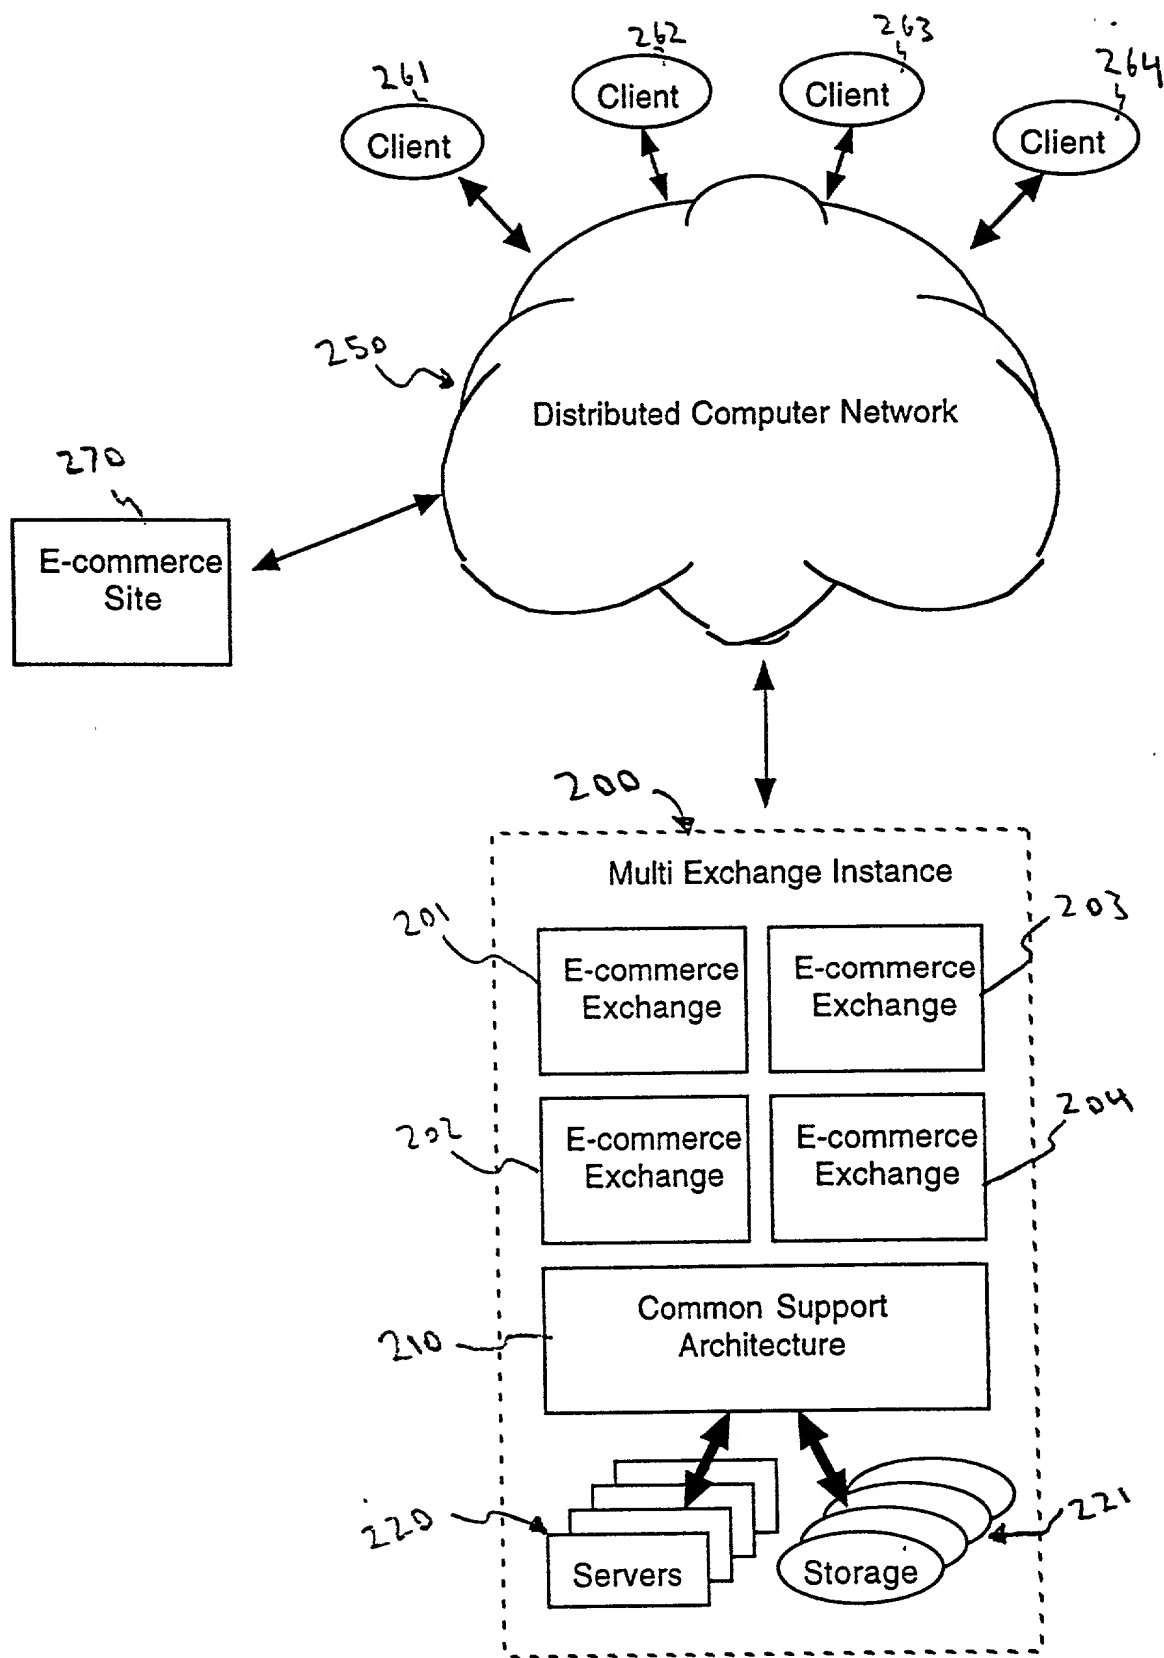 262
263
264
261
Client
Client
Client
Client
250
Distributed Computer Network
270
E-commerce
Site
200
Multi Exchange Instance
201
203
E-commerce
Exchange
E-commerce
Exchange
202
204
E-commerce
Exchange
E-commerce
Exchange
210
Common Support
Architecture
220
221
Servers
Storage